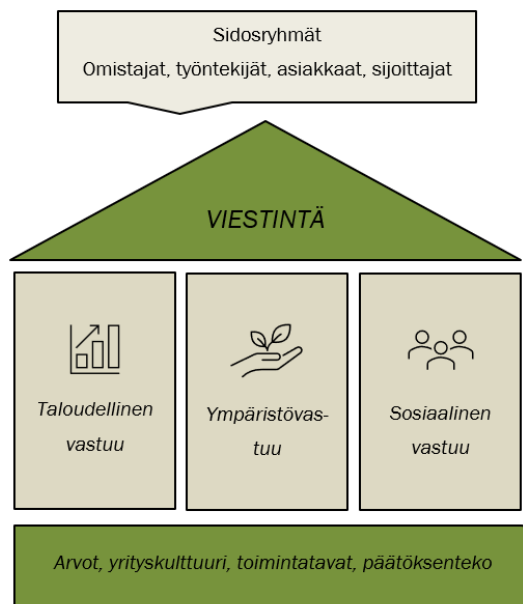 Sidosryhmät
Omistajat, työntekijät, asiakkaat, sijoittajat
VIESTINTÄ
Taloudellinen
vastuu
Ympäristövas-
tuu
Sosiaalinen
vastuu
Arvot, yrityskulttuuri, toimintatavat, päätöksenteko